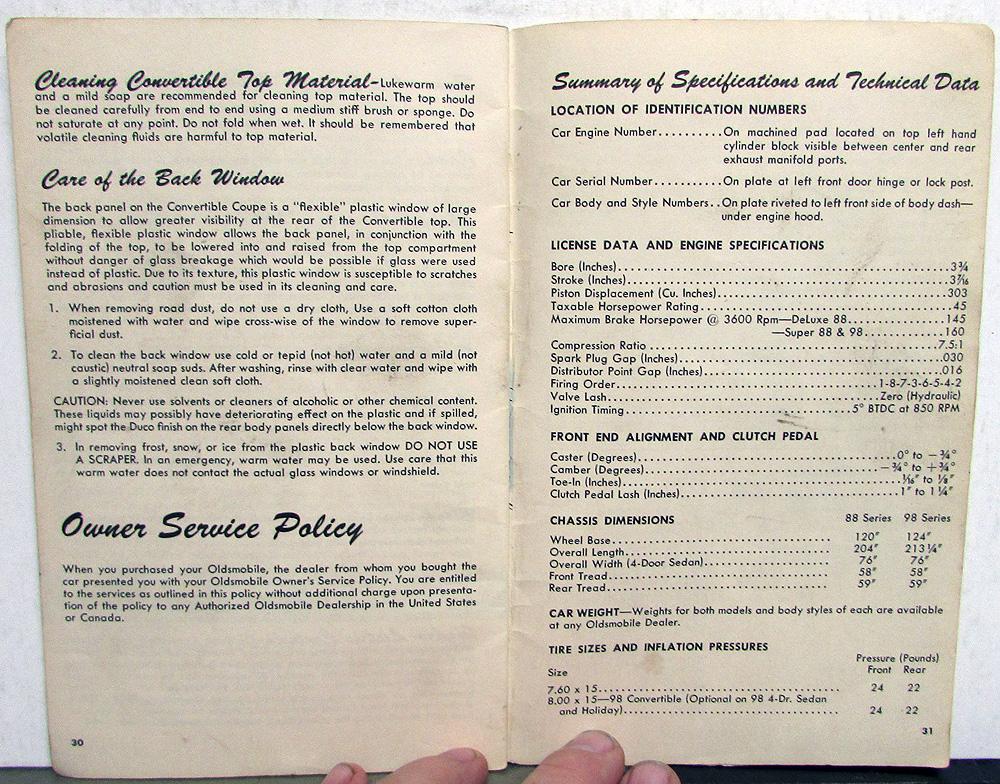 Cleaning Convertible Top Material—Lukewarm water
and a mild soap are recommended for cleaning top material. The top should
be cleaned carefully from end to end using a medium stiff brush or sponge. Do
not saturate at any point. Do not fold when wet. It should be remembered that
volatile cleaning fluids are harmful to top material.
Care of the Back Window
The back panel on the Convertible Coupe is a "flexible" plastic window of large
dimension to allow greater visibility at the rear of the Convertible top. This
pliable, flexible plastic window allows the back panel, in conjunction with the
folding of the top, to be lowered into and raised from the top compartment
without danger of glass breakage which would be possible if glass were used
instead of plastic. Due to its texture, this plastic window is susceptible to scratches
and abrasions and caution must be used in its cleaning and care.
1. When removing road dust, do not use a dry cloth, Use a soft cotton cloth
moistened with water and wipe cross-wise of the window to remove super-
ficial dust.
2. To clean the back window use cold or tepid (not hot) water and a mild (not
caustic) neutral soap suds. After washing, rinse with clear water and wipe with
a slightly moistened clean soft cloth.
CAUTION: Never use solvents or cleaners of alcoholic or other chemical content.
These liquids may possibly have deteriorating effect on the plastic and if spilled,
might spot the Duco finish on the rear body panels directly below the back window.
3. In removing frost, snow, or ice from the plastic back window DO NOT USE
A SCRAPER. In an emergency, warm water may be used. Use care that this
warm water does not contact the actual glass windows or windshield.
Owner Service Policy
When you purchased your Oldsmobile, the dealer from whom you bought the
car presented you with your Oldsmobile Owner's Service Policy. You are entitled
to the services as outlined in this policy without additional charge upon presenta-
tion of the policy to any Authorized Oldsmobile Dealership in the United States
or Canada.
30
Summary of Specifications and Technical Data
LOCATION OF IDENTIFICATION NUMBERS
Car Engine Number..........On machined pad located on top left hand
cylinder block visible between center and rear
exhaust manifold ports.
Car Serial Number..........On plate at left front door hinge or lock post.
Car Body and Style Numbers..On plate riveted to left front side of body dash—
under engine hood.
LICENSE DATA AND ENGINE SPECIFICATIONS
Bore (Inches)..........3¾
Stroke (Inches)..........3 7/16
Piston Displacement (Cu. Inches)..........303
Taxable Horsepower Rating..........45
Maximum Brake Horsepower @ 3600 Rpm—DeLuxe 88..........145
—Super 88 & 98..........160
Compression Ratio..........7.5:1
Spark Plug Gap (Inches)..........030
Distributor Point Gap (Inches)..........016
Firing Order..........1-8-7-3-6-5-4-2
Valve Lash..........Zero (Hydraulic)
Ignition Timing..........5° BTDC at 850 RPM
FRONT END ALIGNMENT AND CLUTCH PEDAL
Caster (Degrees)..........0° to —¾°
Camber (Degrees)..........—¾° to +¾°
Toe-In (Inches)..........1/16" to ⅛"
Clutch Pedal Lash (Inches)..........1" to 1¼"
CHASSIS DIMENSIONS 88 Series 98 Series
Wheel Base.......... 120" 124"
Overall Length.......... 204" 213¼"
Overall Width (4-Door Sedan).......... 76" 76"
Front Tread.......... 58" 58"
Rear Tread.......... 59" 59"
CAR WEIGHT—Weights for both models and body styles of each are available
at any Oldsmobile Dealer.
TIRE SIZES AND INFLATION PRESSURES
Pressure (Pounds)
Size Front Rear
7.60 x 15.......... 24 22
8.00 x 15—98 Convertible (Optional on 98 4-Dr. Sedan
and Holiday).......... 24 22
31